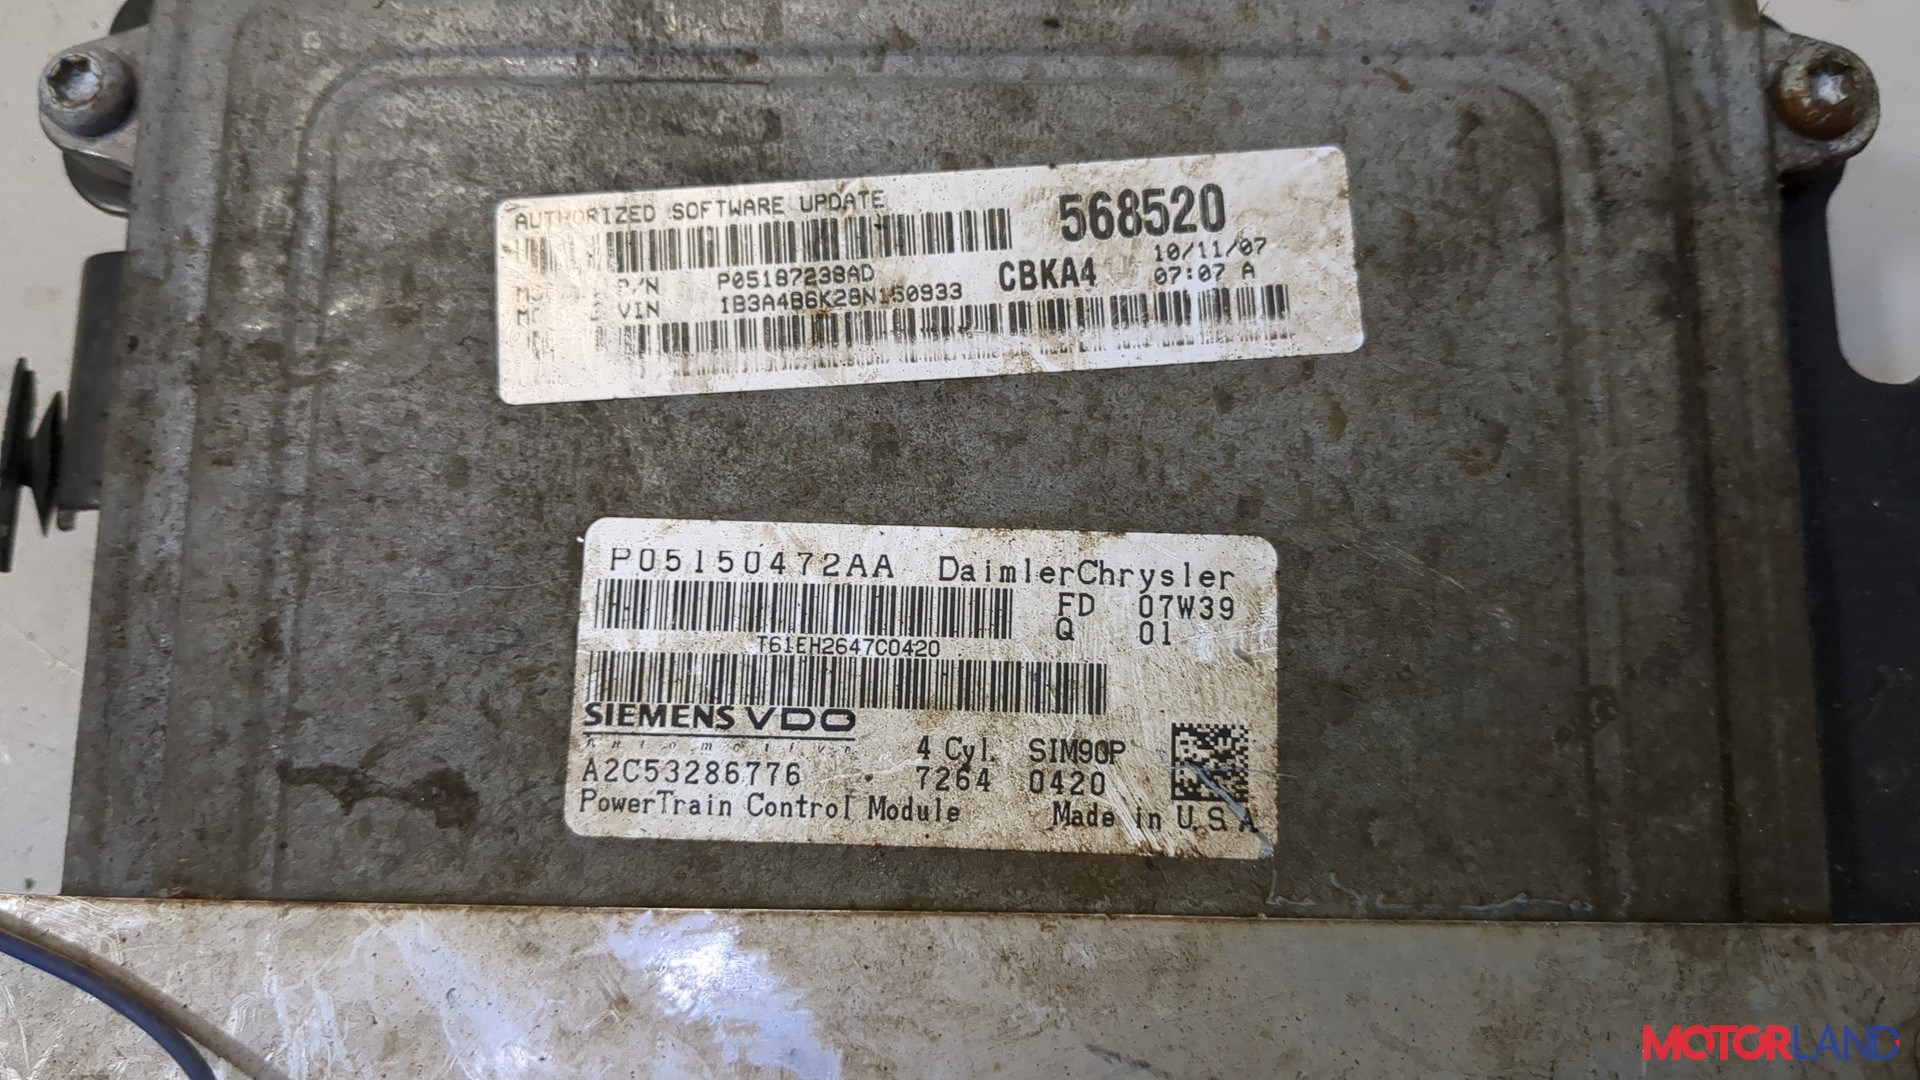 AUTHORIZED SOFTWARE UPDATE
568520
P/N P05187238AD
CBKA4
10/11/07
07:07 A
VIN 1B3A4B6K28N150933
P05150472AA DaimlerChrysler
FD 07W39
Q 01
T61EH2647C0420
SIEMENS VDO
Automotive
4 Cyl. SIM90P
A2C53286776 7264 0420
PowerTrain Control Module Made in U.S.A
MOTORLAND